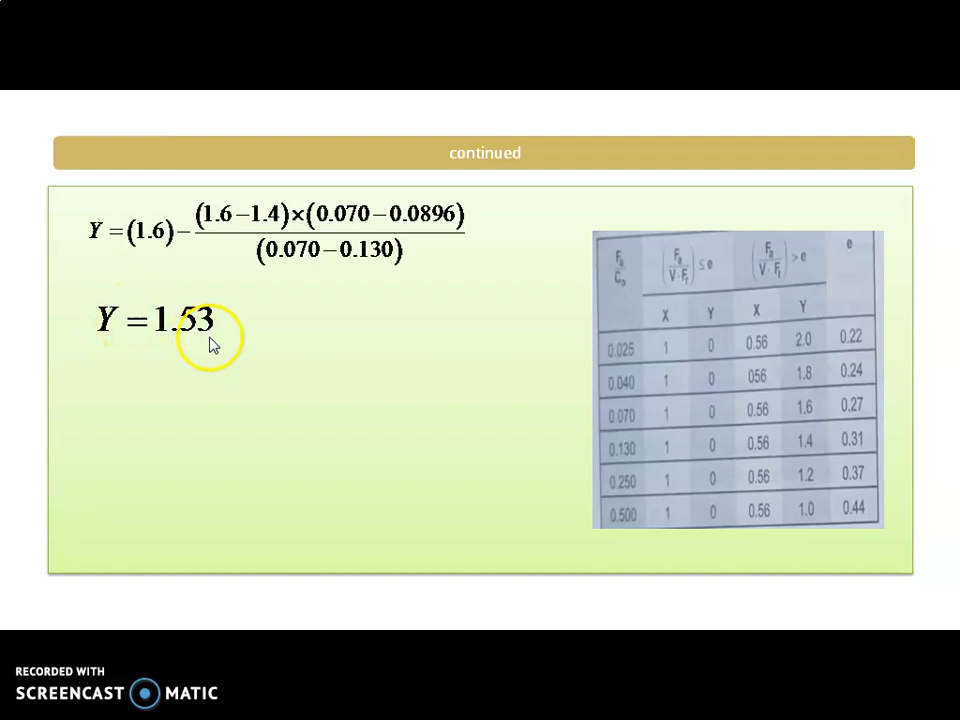 continued
Y = (1.6) − (1.6 − 1.4)×(0.070 − 0.0896) / (0.070 − 0.130)
Y = 1.53
Fa/Co (Fa/V·Fr) ≤ e (Fa/V·Fr) > e e
X Y X Y
0.025 1 0 0.56 2.0 0.22
0.040 1 0 056 1.8 0.24
0.070 1 0 0.56 1.6 0.27
0.130 1 0 0.56 1.4 0.31
0.250 1 0 0.56 1.2 0.37
0.500 1 0 0.56 1.0 0.44
RECORDED WITH
SCREENCAST MATIC